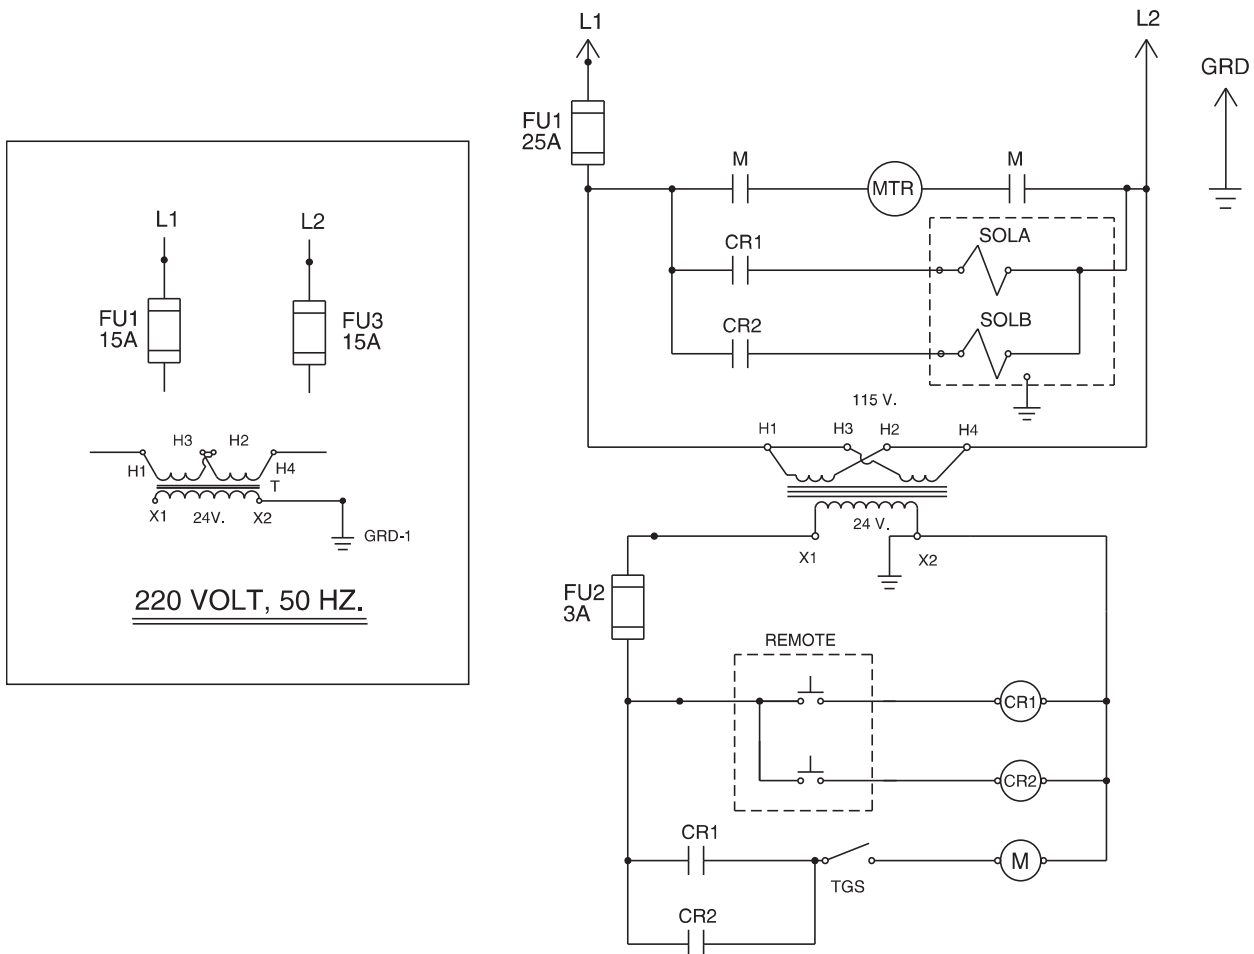 L1
L2
GRD
FU1
25A
M
MTR
M
CR1
SOLA
CR2
SOLB
115 V.
H1
H3
H2
H4
24 V.
X1
X2
FU2
3A
REMOTE
CR1
CR2
CR1
TGS
M
CR2
L1
L2
FU1
15A
FU3
15A
H3
H2
H1
H4
T
X1
24V.
X2
GRD-1
220 VOLT, 50 HZ.